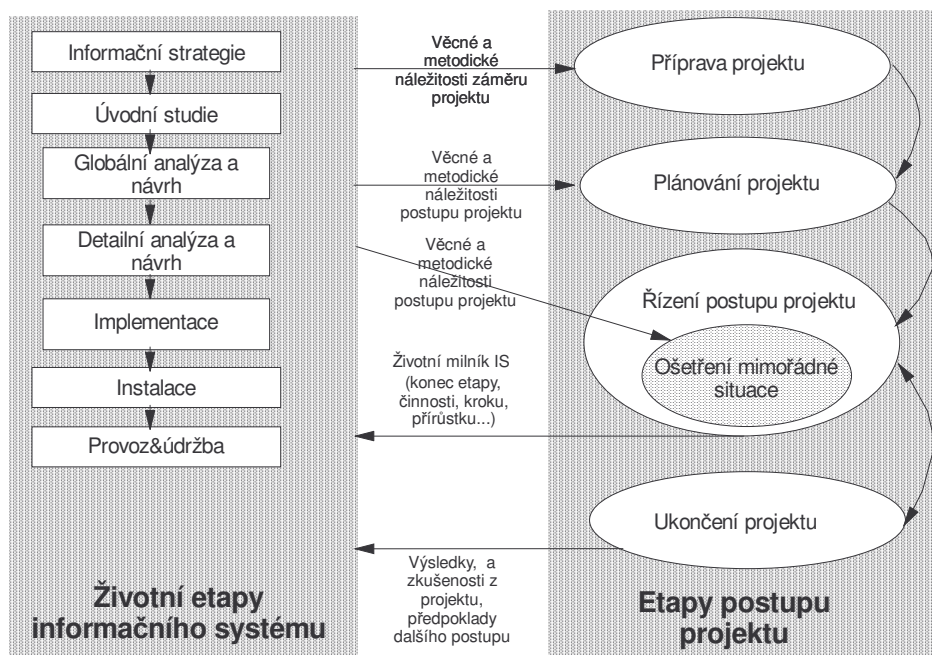 Informační strategie
Úvodní studie
Globální analýza a
návrh
Detailní analýza a
návrh
Implementace
Instalace
Provoz&údržba
Životní etapy
informačního systému
Věcné a
metodické
náležitosti záměru
projektu
Věcné a
metodické
náležitosti
postupu projektu
Věcné a
metodické
náležitosti
postupu projektu
Životní milník IS
(konec etapy,
činnosti, kroku,
přírůstku...)
Výsledky, a
zkušenosti z
projektu,
předpoklady
dalšího postupu
Příprava projektu
Plánování projektu
Řízení postupu projektu
Ošetření mimořádné
situace
Ukončení projektu
Etapy postupu
projektu